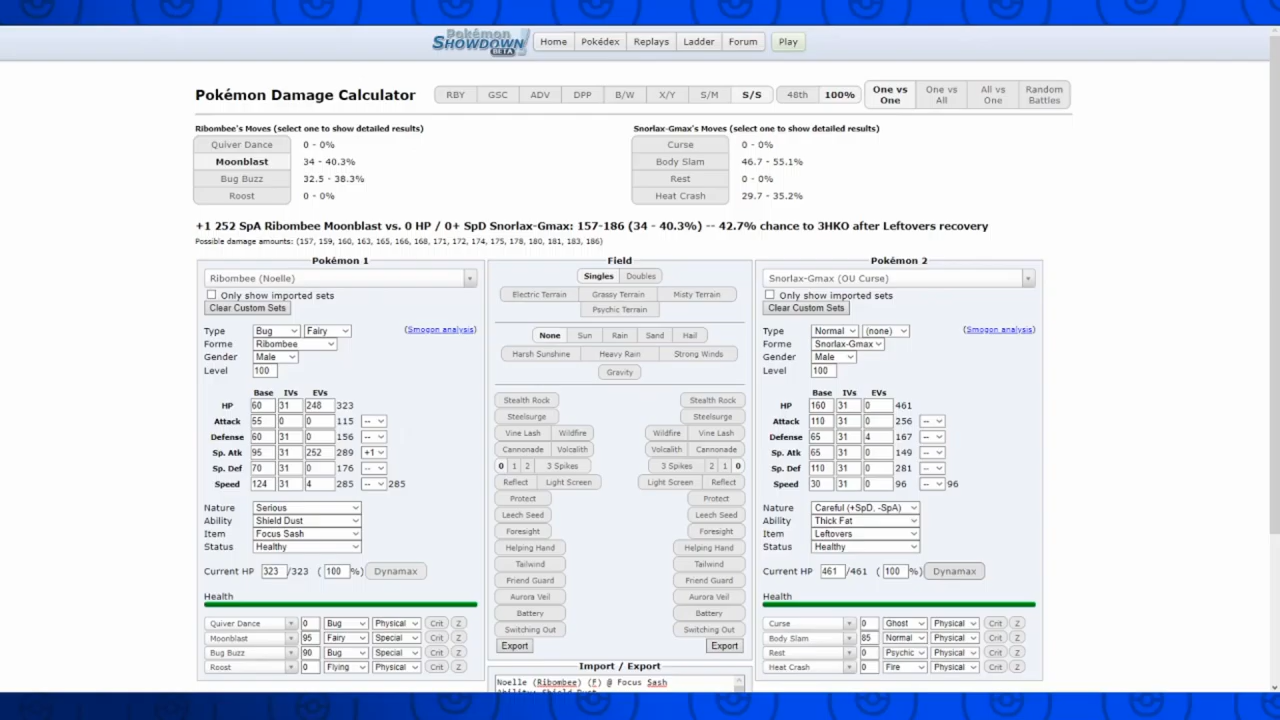 Pokémon SHOWDOWN! BETA
Home Pokédex Replays Ladder Forum Play
Pokémon Damage Calculator
RBY GSC ADV DPP B/W X/Y S/M S/S 48th 100% One vs One One vs All All vs One Random Battles
Ribombee's Moves (select one to show detailed results)
Quiver Dance 0 - 0%
Moonblast 34 - 40.3%
Bug Buzz 32.5 - 38.3%
Roost 0 - 0%
Snorlax-Gmax's Moves (select one to show detailed results)
Curse 0 - 0%
Body Slam 46.7 - 55.1%
Rest 0 - 0%
Heat Crash 29.7 - 35.2%
+1 252 SpA Ribombee Moonblast vs. 0 HP / 0+ SpD Snorlax-Gmax: 157-186 (34 - 40.3%) -- 42.7% chance to 3HKO after Leftovers recovery
Possible damage amounts: (157, 159, 160, 163, 165, 166, 168, 171, 172, 174, 175, 178, 180, 181, 183, 186)
Pokémon 1
Ribombee (Noelle)
Only show imported sets
Clear Custom Sets
Type Bug Fairy (Smogon analysis)
Forme Ribombee
Gender Male
Level 100
Base IVs EVs
HP 60 31 248 323
Attack 55 0 0 115 --
Defense 60 31 0 156 --
Sp. Atk 95 31 252 289 +1
Sp. Def 70 31 0 176 --
Speed 124 31 4 285 -- 285
Nature Serious
Ability Shield Dust
Item Focus Sash
Status Healthy
Current HP 323 /323 ( 100 %) Dynamax
Health
Quiver Dance 0 Bug Physical Crit Z
Moonblast 95 Fairy Special Crit Z
Bug Buzz 90 Bug Special Crit Z
Roost 0 Flying Physical Crit Z
Field
Singles Doubles
Electric Terrain Grassy Terrain Misty Terrain
Psychic Terrain
None Sun Rain Sand Hail
Harsh Sunshine Heavy Rain Strong Winds
Gravity
Stealth Rock Stealth Rock
Steelsurge Steelsurge
Vine Lash Wildfire Wildfire Vine Lash
Cannonade Volcalith Volcalith Cannonade
0 1 2 3 Spikes 3 Spikes 2 1 0
Reflect Light Screen Light Screen Reflect
Protect Protect
Leech Seed Leech Seed
Foresight Foresight
Helping Hand Helping Hand
Tailwind Tailwind
Friend Guard Friend Guard
Aurora Veil Aurora Veil
Battery Battery
Switching Out Switching Out
Export Export
Import / Export
Noelle (Ribombee) (F) @ Focus Sash
Ability: Shield Dust
Pokémon 2
Snorlax-Gmax (OU Curse)
Only show imported sets
Clear Custom Sets
Type Normal (none) (Smogon analysis)
Forme Snorlax-Gmax
Gender Male
Level 100
Base IVs EVs
HP 160 31 0 461
Attack 110 31 0 256 --
Defense 65 31 4 167 --
Sp. Atk 65 31 0 149 --
Sp. Def 110 31 0 281 --
Speed 30 31 0 96 -- 96
Nature Careful (+SpD, -SpA)
Ability Thick Fat
Item Leftovers
Status Healthy
Current HP 461 /461 ( 100 %) Dynamax
Health
Curse 0 Ghost Physical Crit Z
Body Slam 85 Normal Physical Crit Z
Rest 0 Psychic Physical Crit Z
Heat Crash 0 Fire Physical Crit Z